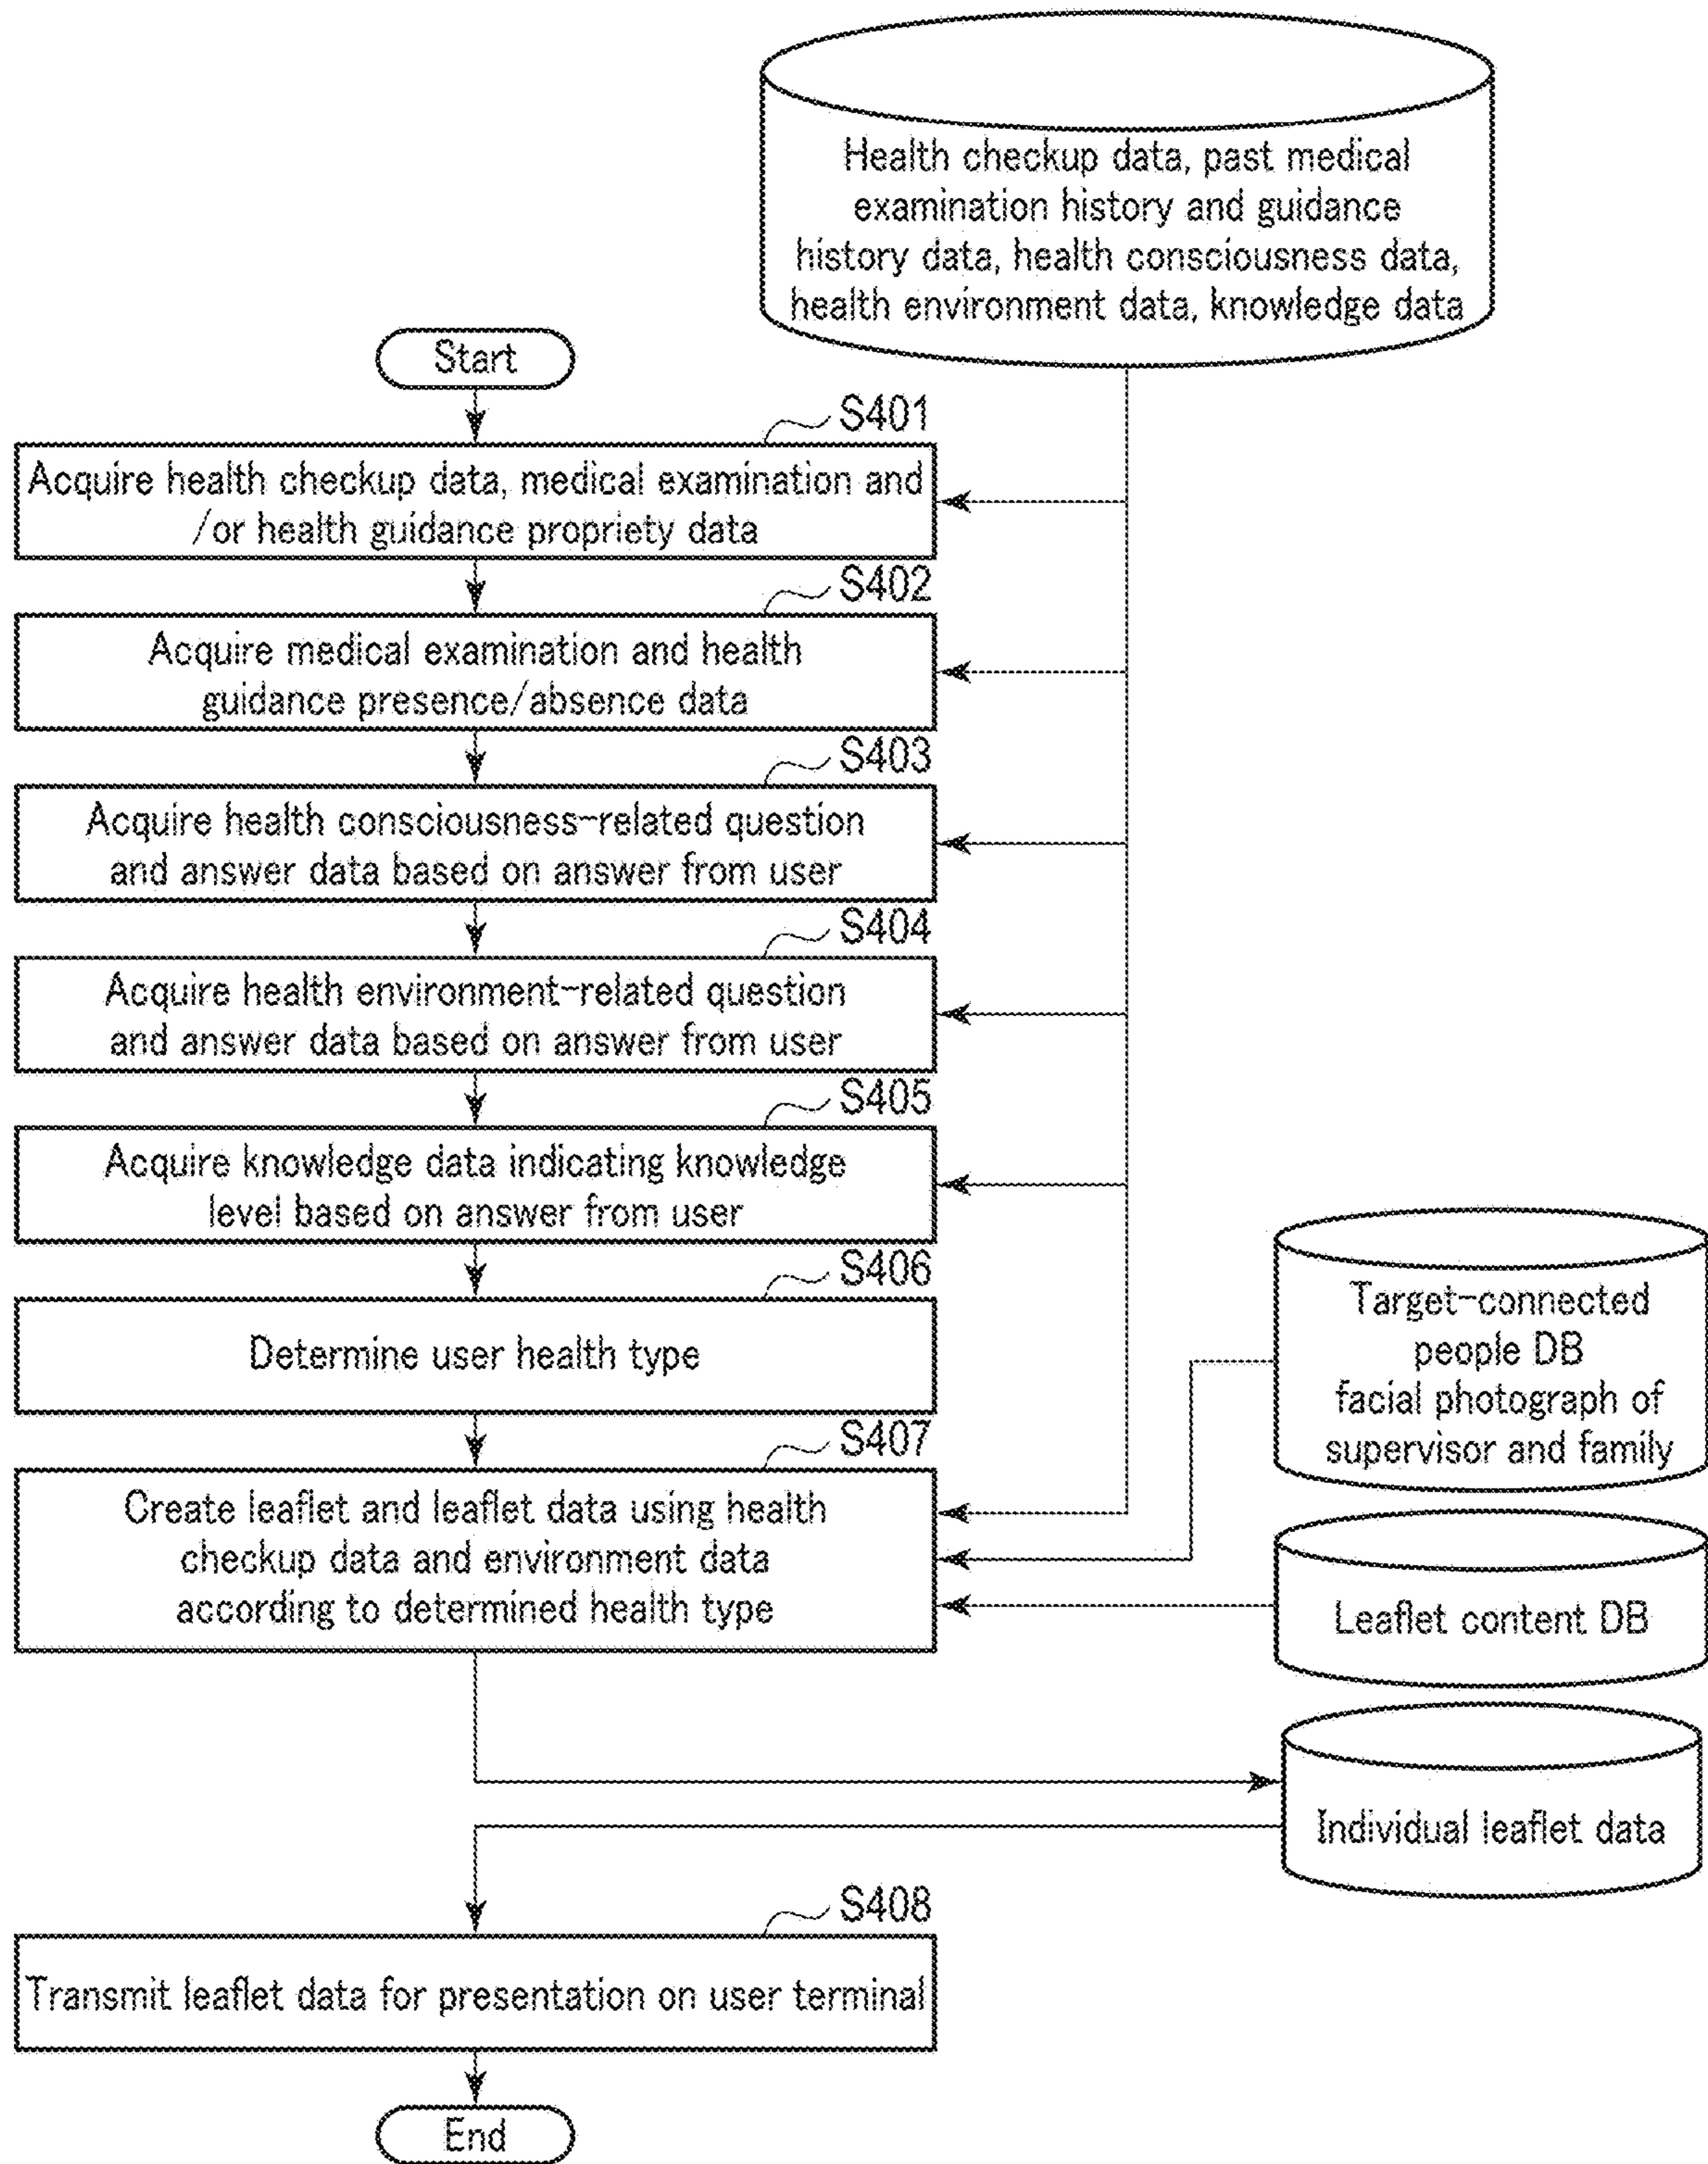 Health checkup data, past medical
examination history and guidance
history data, health consciousness data,
health environment data, knowledge data
Start
S401
Acquire health checkup data, medical examination and
/or health guidance propriety data
S402
Acquire medical examination and health
guidance presence/absence data
S403
Acquire health consciousness-related question
and answer data based on answer from user
S404
Acquire health environment-related question
and answer data based on answer from user
S405
Acquire knowledge data indicating knowledge
level based on answer from user
S406
Determine user health type
Target-connected
people DB
facial photograph of
supervisor and family
S407
Create leaflet and leaflet data using health
checkup data and environment data
according to determined health type
Leaflet content DB
Individual leaflet data
S408
Transmit leaflet data for presentation on user terminal
End